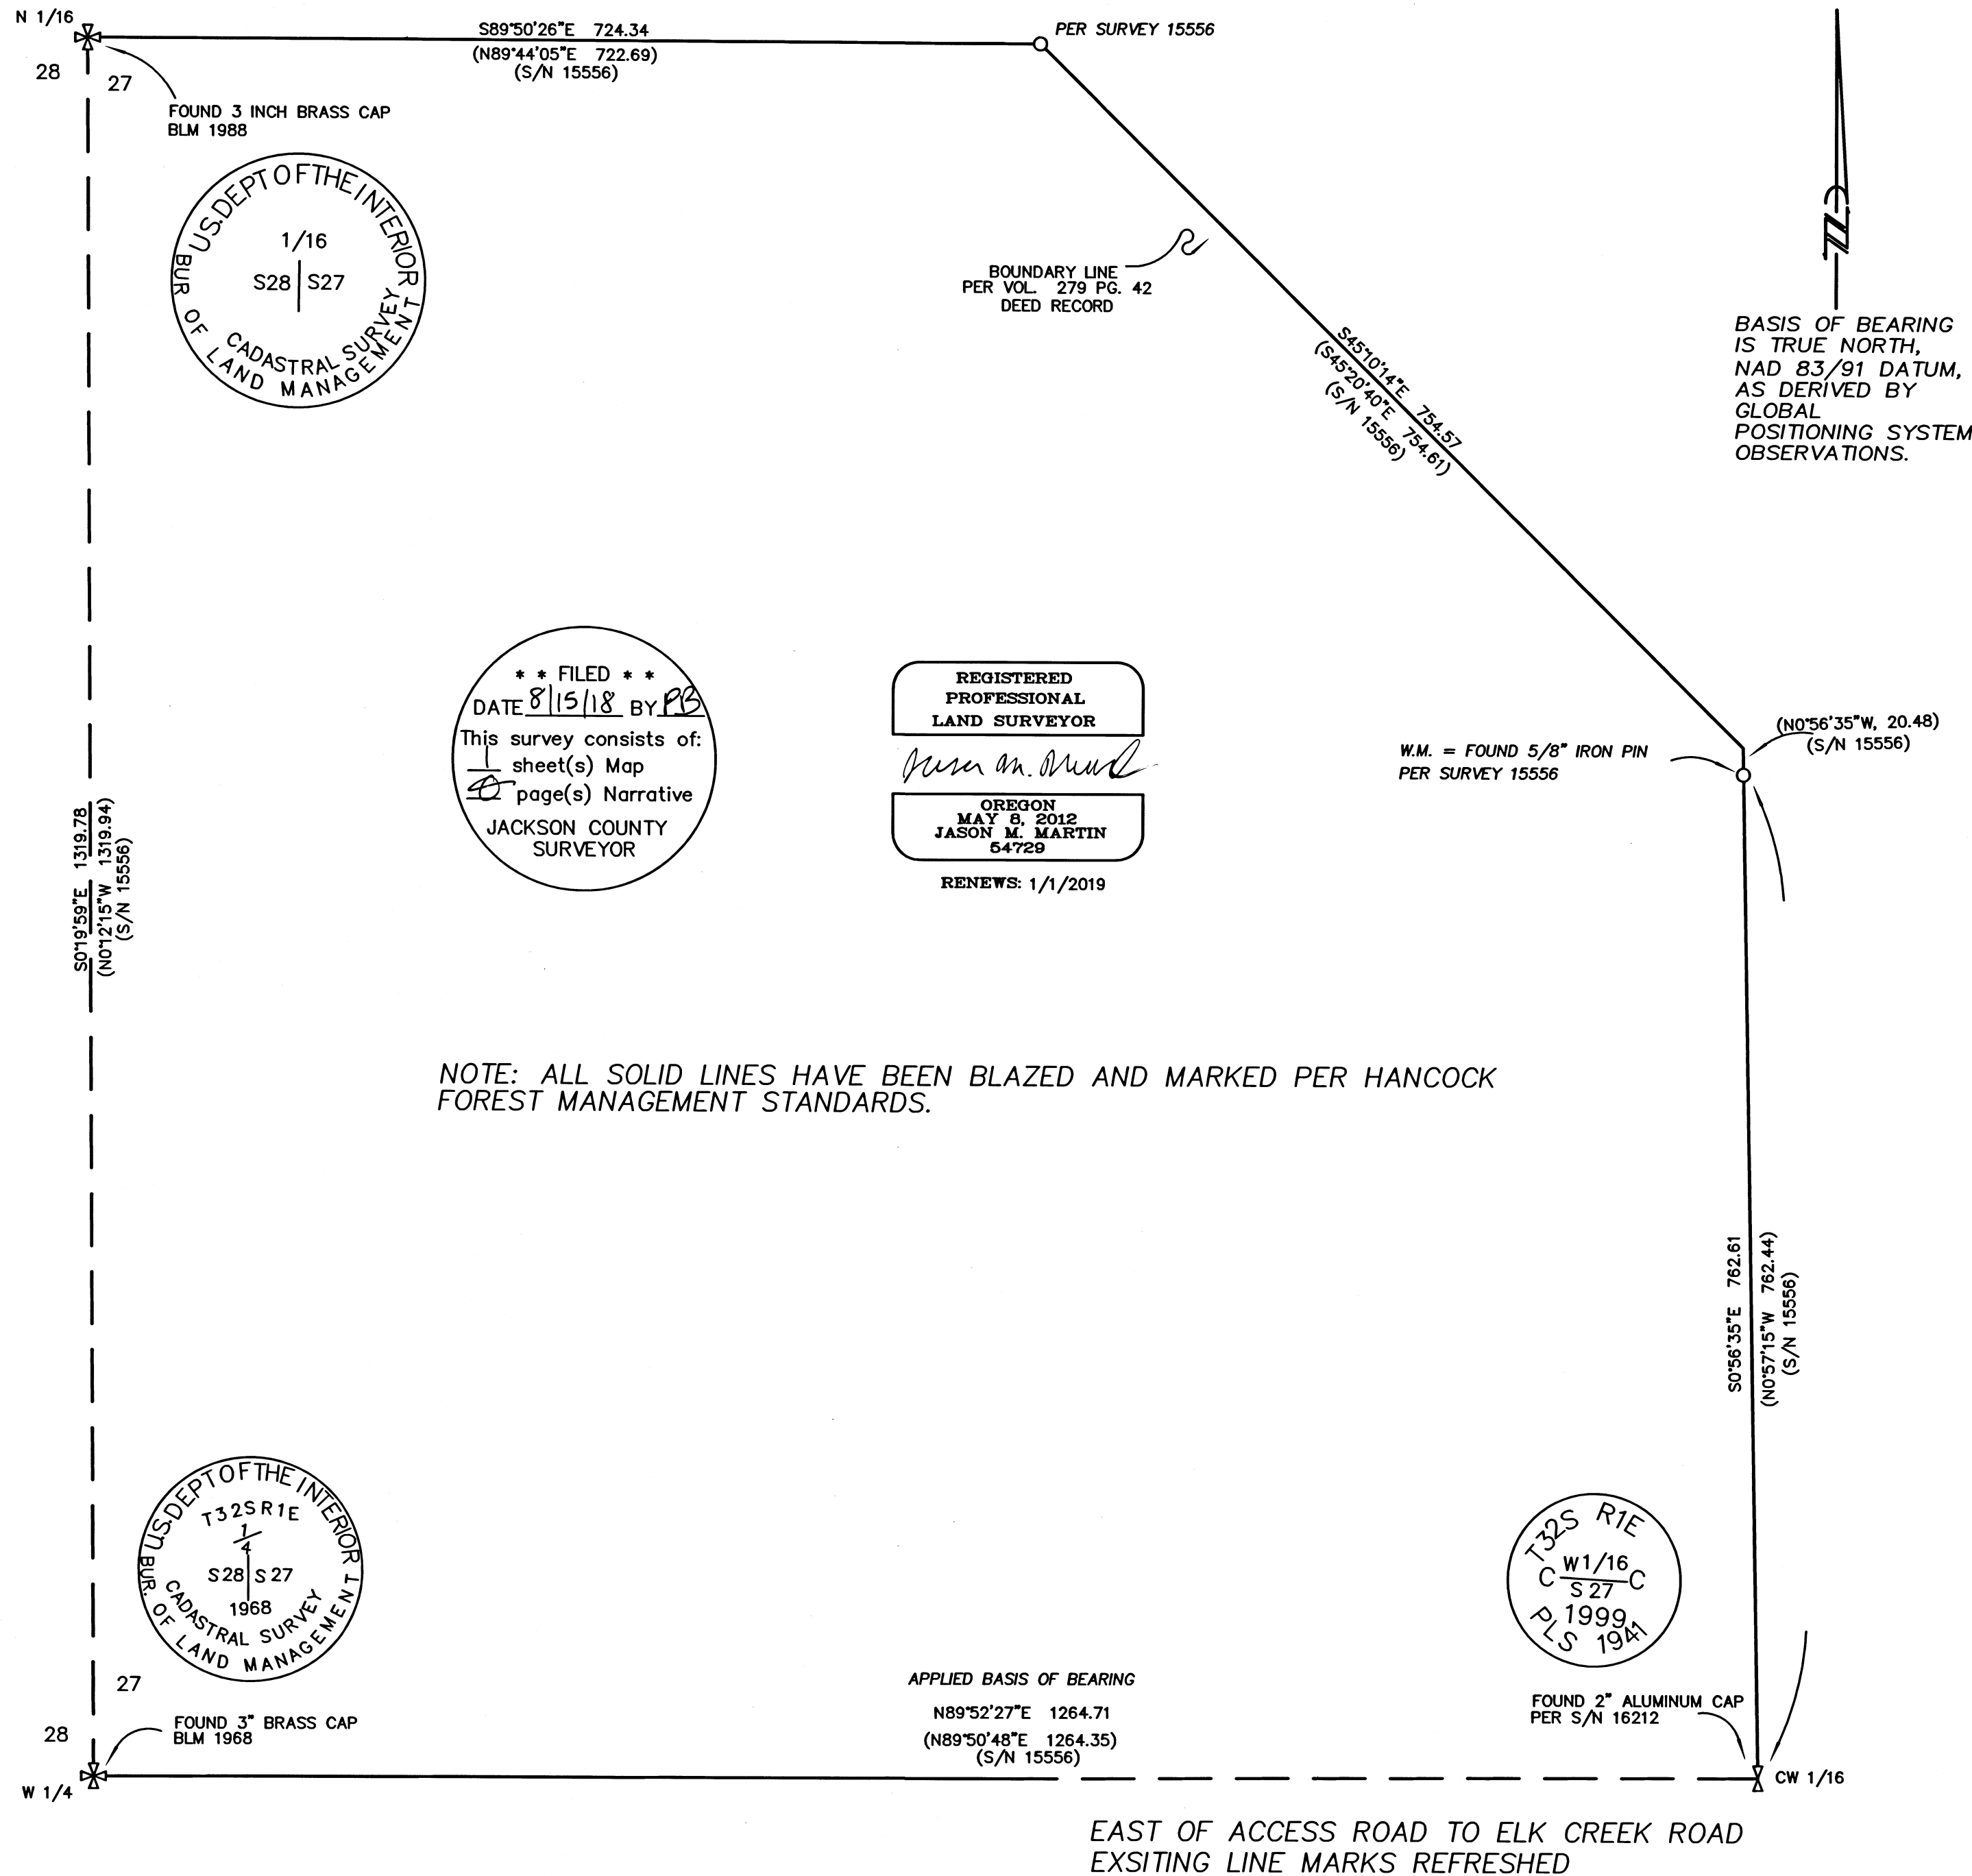 N 1/16
28
27
S89°50'26"E 724.34
(N89°44'05"E 722.69)
(S/N 15556)
PER SURVEY 15556
FOUND 3 INCH BRASS CAP
BLM 1988
U.S. DEPT OF THE INTERIOR
1/16
S28 | S27
CADASTRAL SURVEY
BUR OF LAND MANAGEMENT
BOUNDARY LINE
PER VOL. 279 PG. 42
DEED RECORD
S45°10'14"E 754.57
(S45°20'40"E 754.61)
(S/N 15556)
N
BASIS OF BEARING
IS TRUE NORTH,
NAD 83/91 DATUM,
AS DERIVED BY
GLOBAL
POSITIONING SYSTEM
OBSERVATIONS.
* * FILED * *
DATE 8/15/18 BY PB
This survey consists of:
1 sheet(s) Map
0 page(s) Narrative
JACKSON COUNTY
SURVEYOR
REGISTERED
PROFESSIONAL
LAND SURVEYOR
OREGON
MAY 8, 2012
JASON M. MARTIN
54729
RENEWS: 1/1/2019
W.M. = FOUND 5/8" IRON PIN
PER SURVEY 15556
(N0°56'35"W, 20.48)
(S/N 15556)
S0°19'59"E 1319.78
(N0°12'15"W 1319.94)
(S/N 15556)
NOTE: ALL SOLID LINES HAVE BEEN BLAZED AND MARKED PER HANCOCK
FOREST MANAGEMENT STANDARDS.
S0°56'35"E 762.61
(N0°57'15"W 762.44)
(S/N 15556)
U.S. DEPT OF THE INTERIOR
T32SR1E
1/4
S28 | S27
1968
CADASTRAL SURVEY
BUR. OF LAND MANAGEMENT
T32S R1E
W1/16
C C
S27
1999
PLS 1941
27
28
FOUND 3" BRASS CAP
BLM 1968
W 1/4
APPLIED BASIS OF BEARING
N89°52'27"E 1264.71
(N89°50'48"E 1264.35)
(S/N 15556)
FOUND 2" ALUMINUM CAP
PER S/N 16212
CW 1/16
EAST OF ACCESS ROAD TO ELK CREEK ROAD
EXSITING LINE MARKS REFRESHED